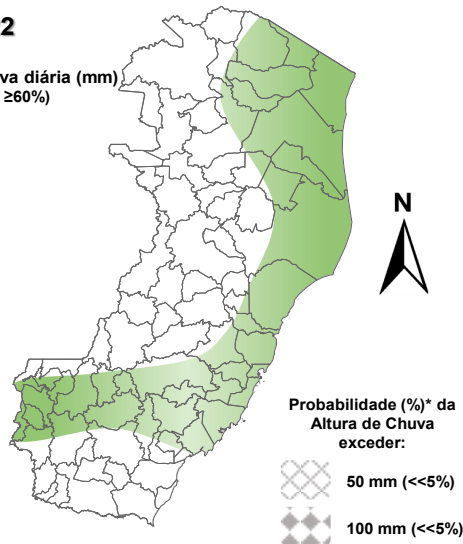 2
va diária (mm)
≥60%)
N
Probabilidade (%)* da
Altura de Chuva
exceder:
50 mm (<<5%)
100 mm (<<5%)